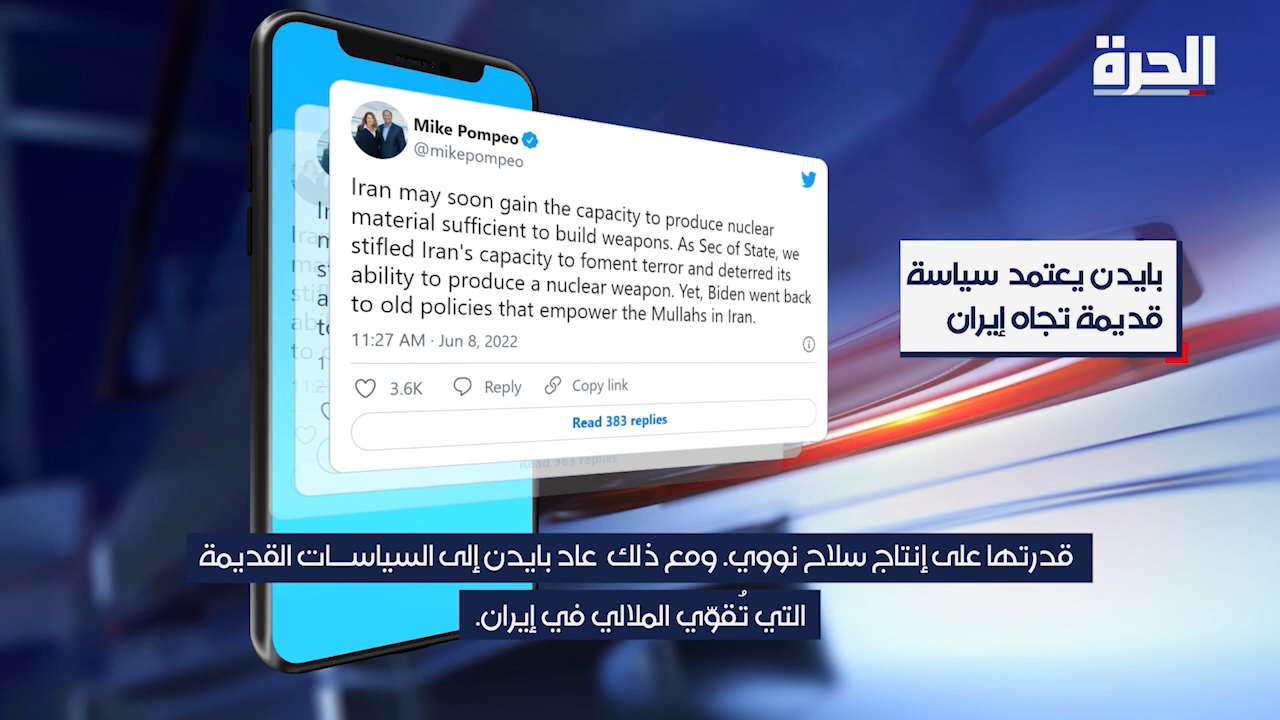 الحرة
Mike Pompeo
@mikepompeo
Iran may soon gain the capacity to produce nuclear
material sufficient to build weapons. As Sec of State, we
stifled Iran's capacity to foment terror and deterred its
ability to produce a nuclear weapon. Yet, Biden went back
to old policies that empower the Mullahs in Iran.
11:27 AM · Jun 8, 2022
3.6K Reply Copy link
Read 383 replies
بايدن يعتمد سياسة
قديمة تجاه إيران
قدرتها على إنتاج سلاح نووي. ومع ذلك عاد بايدن إلى السياسات القديمة
التي تُقوّي الملالي في إيران.